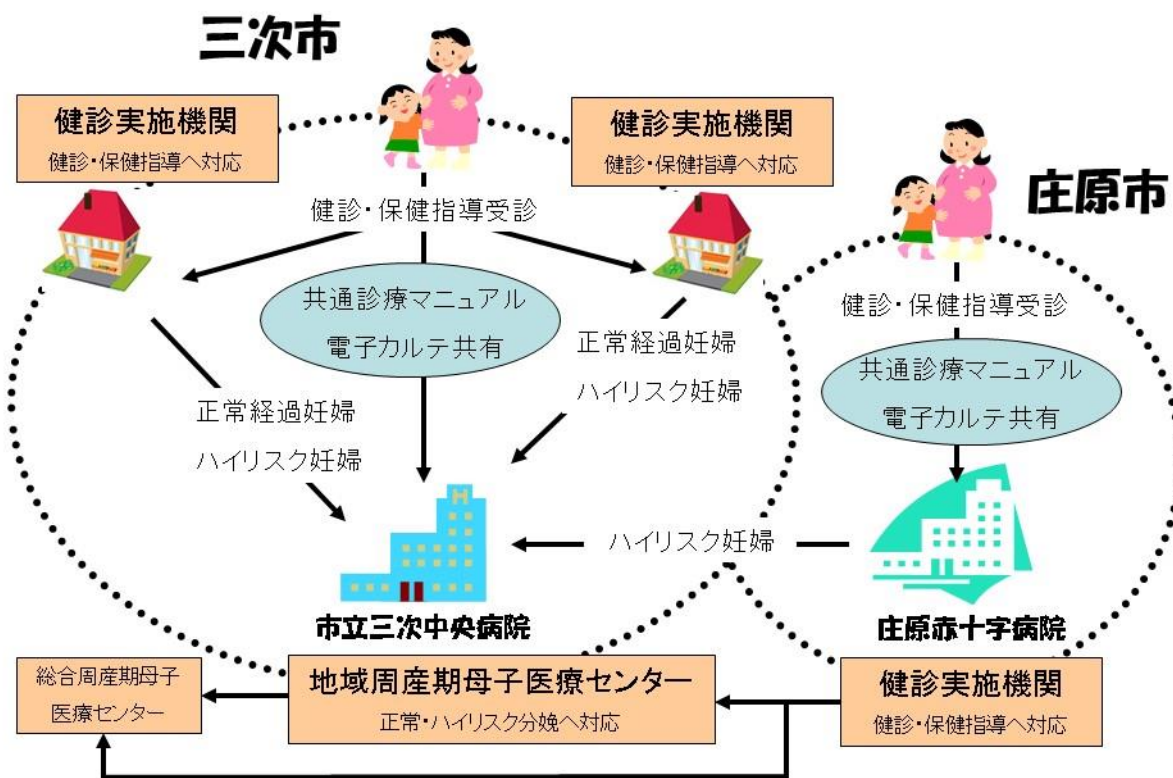 三次市
健診実施機関
健診・保健指導へ対応
健診実施機関
健診・保健指導へ対応
庄原市
健診・保健指導受診
健診・保健指導受診
共通診療マニュアル
電子カルテ共有
正常経過妊婦
ハイリスク妊婦
共通診療マニュアル
電子カルテ共有
正常経過妊婦
ハイリスク妊婦
H
ハイリスク妊婦
市立三次中央病院
庄原赤十字病院
総合周産期母子
医療センター
地域周産期母子医療センター
正常・ハイリスク分娩へ対応
健診実施機関
健診・保健指導へ対応